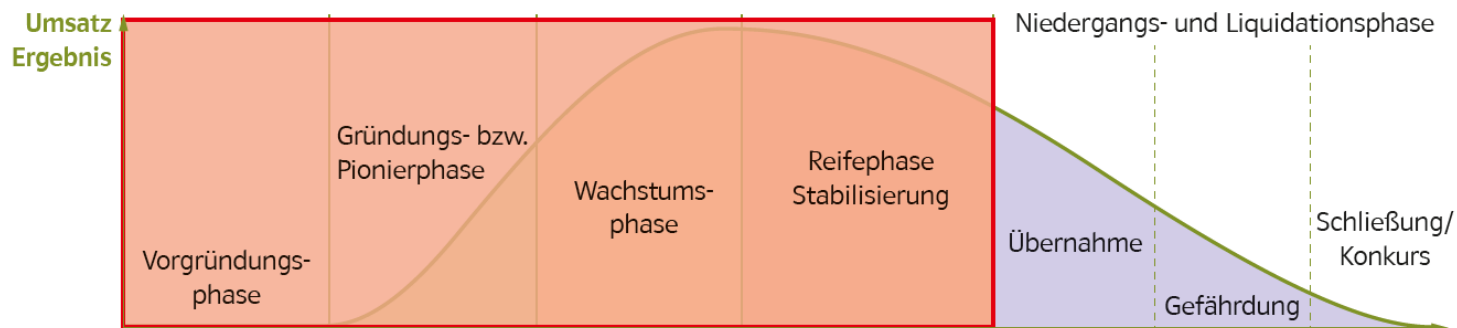 Umsatz
Ergebnis
Niedergangs- und Liquidationsphase
Gründungs- bzw.
Pionierphase
Vorgründungs-
phase
Wachstums-
phase
Reifephase
Stabilisierung
Übernahme
Gefährdung
Schließung/
Konkurs